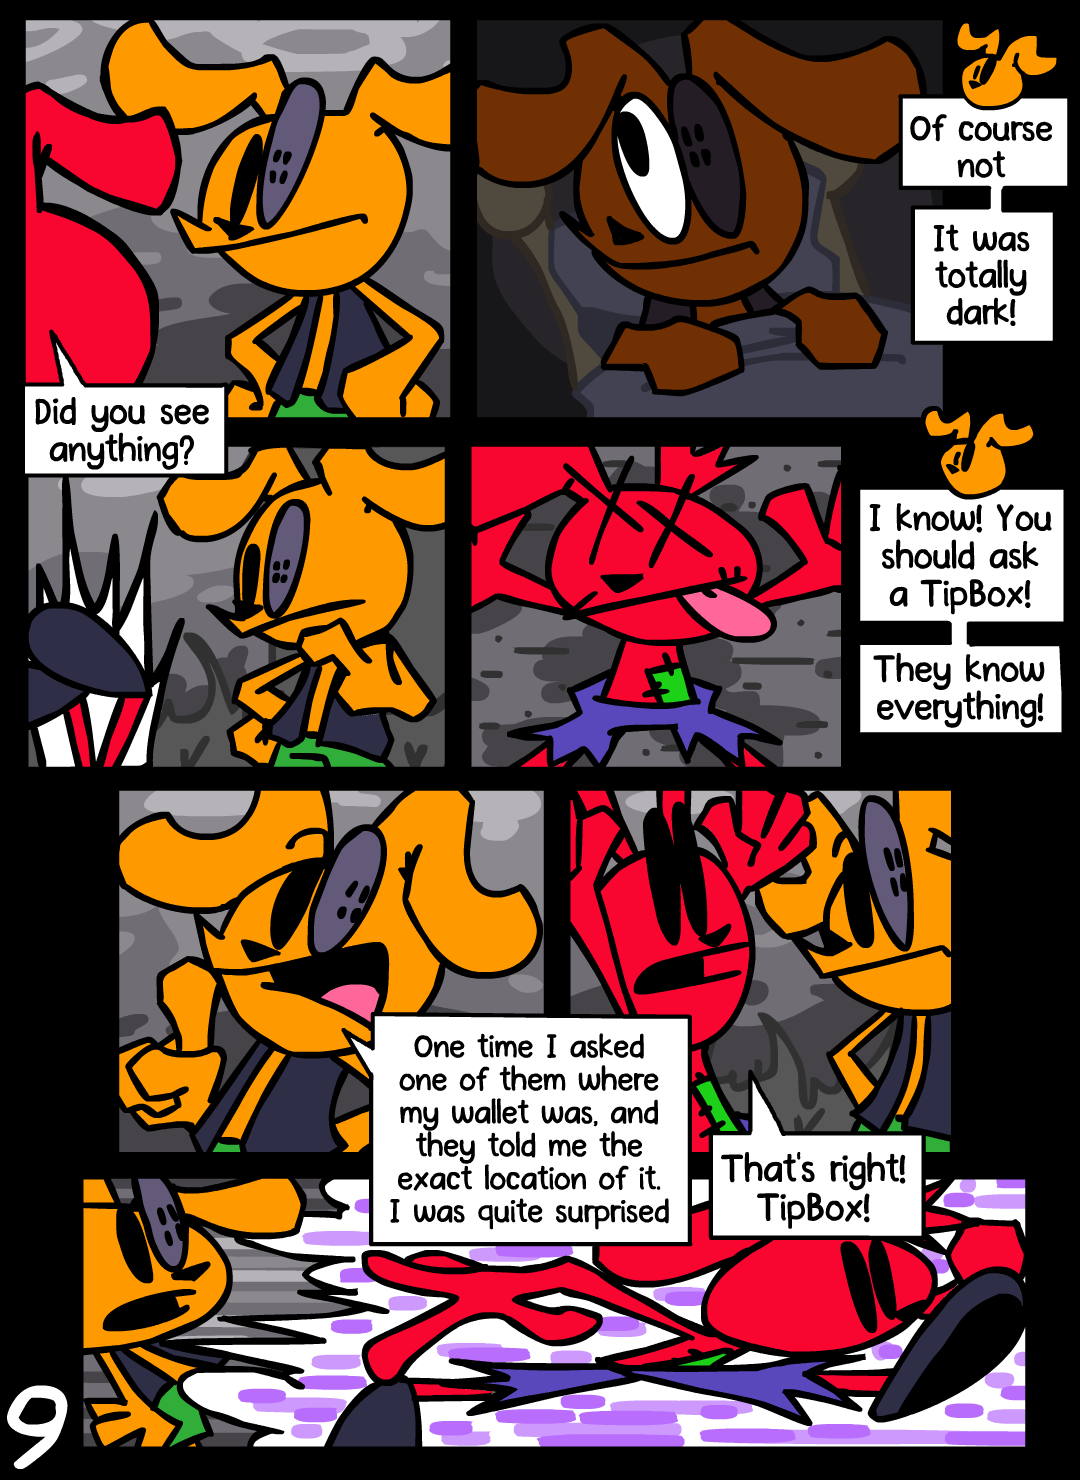 Did you see
anything?
Of course
not
It was
totally
dark!
I know! You
should ask
a TipBox!
They know
everything!
One time I asked
one of them where
my wallet was, and
they told me the
exact location of it.
I was quite surprised
That's right!
TipBox!
9